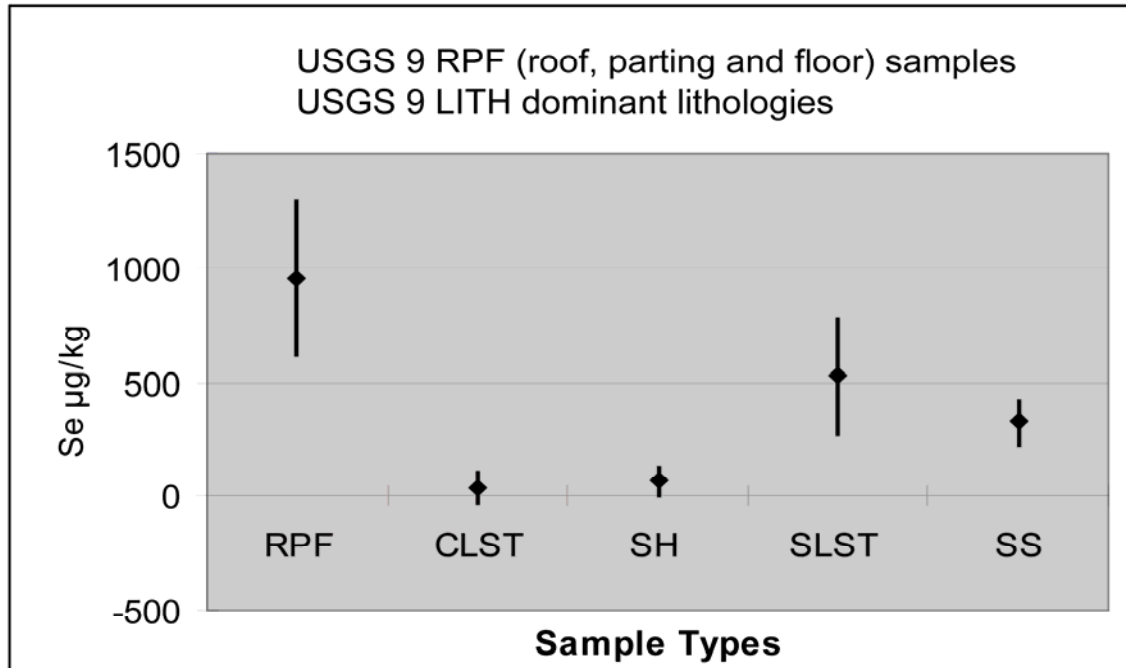 USGS 9 RPF (roof, parting and floor) samples
USGS 9 LITH dominant lithologies
1500
1000
500
0
-500
Se µg/kg
RPF CLST SH SLST SS
Sample Types